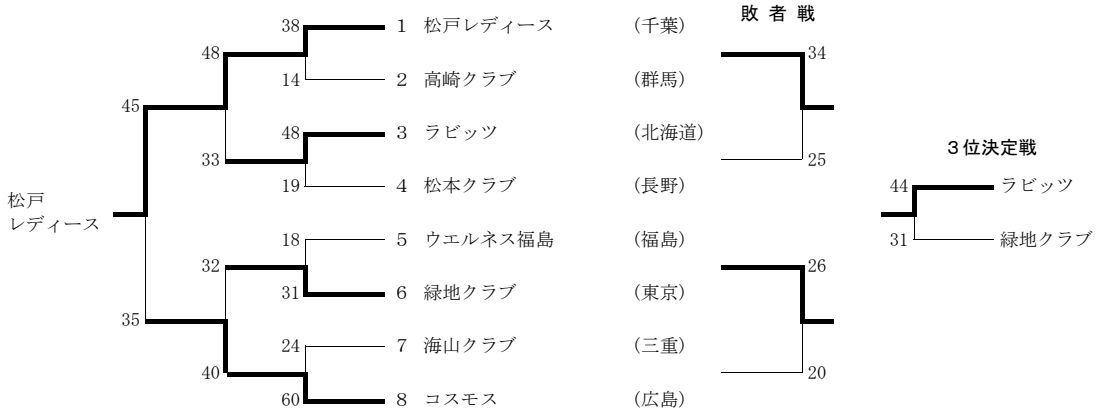 敗者戦
38 1 松戸レディース (千葉)
48 34
14 2 高崎クラブ (群馬)
45
48 3 ラビッツ (北海道)
33 25
3位決定戦
19 4 松本クラブ (長野)
44 ラビッツ
松戸
レディース
18 5 ウエルネス福島 (福島)
31 緑地クラブ
32 26
31 6 緑地クラブ (東京)
35
24 7 海山クラブ (三重)
40 20
60 8 コスモス (広島)